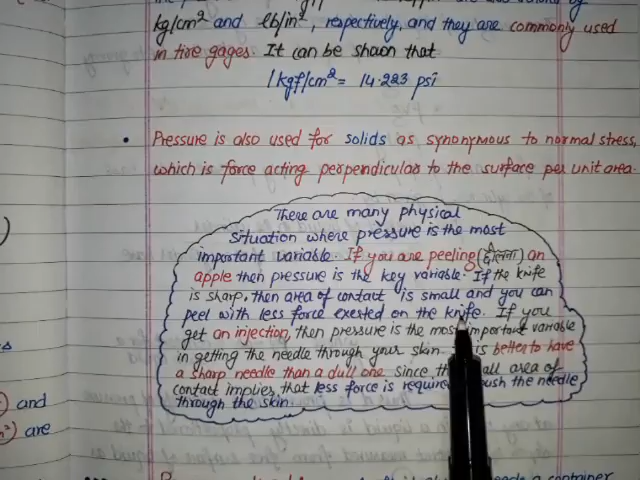 kg/cm² and lb/in², respectively, and they are commonly used
in tire gages. It can be shown that
1 kgf/cm² = 14.223 psi
• Pressure is also used for solids as synonymous to normal stress,
which is force acting perpendicular to the surface per unit area.
There are many physical
situation where pressure is the most
important variable. If you are peeling (छीलना) an
apple then pressure is the key variable. If the knife
is sharp, then area of contact is small and you can
peel with less force exerted on the knife. If you
get an injection, then pressure is the most important variable
in getting the needle through your skin. is better to have
a sharp needle than a dull one. Since, the all area of
contact implies that less force is require push the needle
through the skin.
) and
are
a container